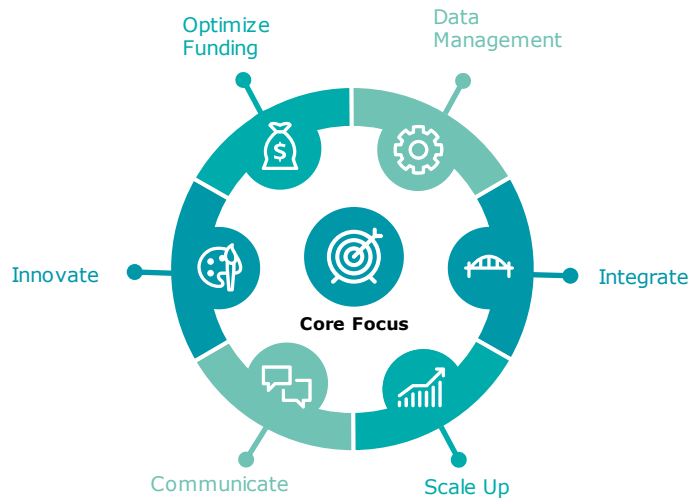 Optimize
Funding
Data
Management
$
Innovate
Integrate
Core Focus
Communicate
Scale Up